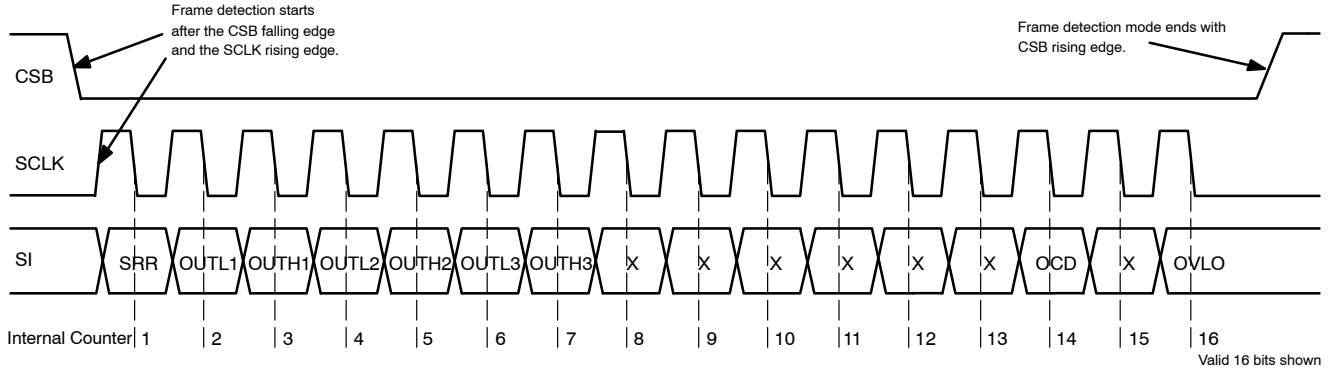 Frame detection starts
after the CSB falling edge
and the SCLK rising edge.
Frame detection mode ends with
CSB rising edge.
CSB
SCLK
SI SRR OUTL1 OUTH1 OUTL2 OUTH2 OUTL3 OUTH3 X X X X X X OCD X OVLO
Internal Counter 1 2 3 4 5 6 7 8 9 10 11 12 13 14 15 16
Valid 16 bits shown